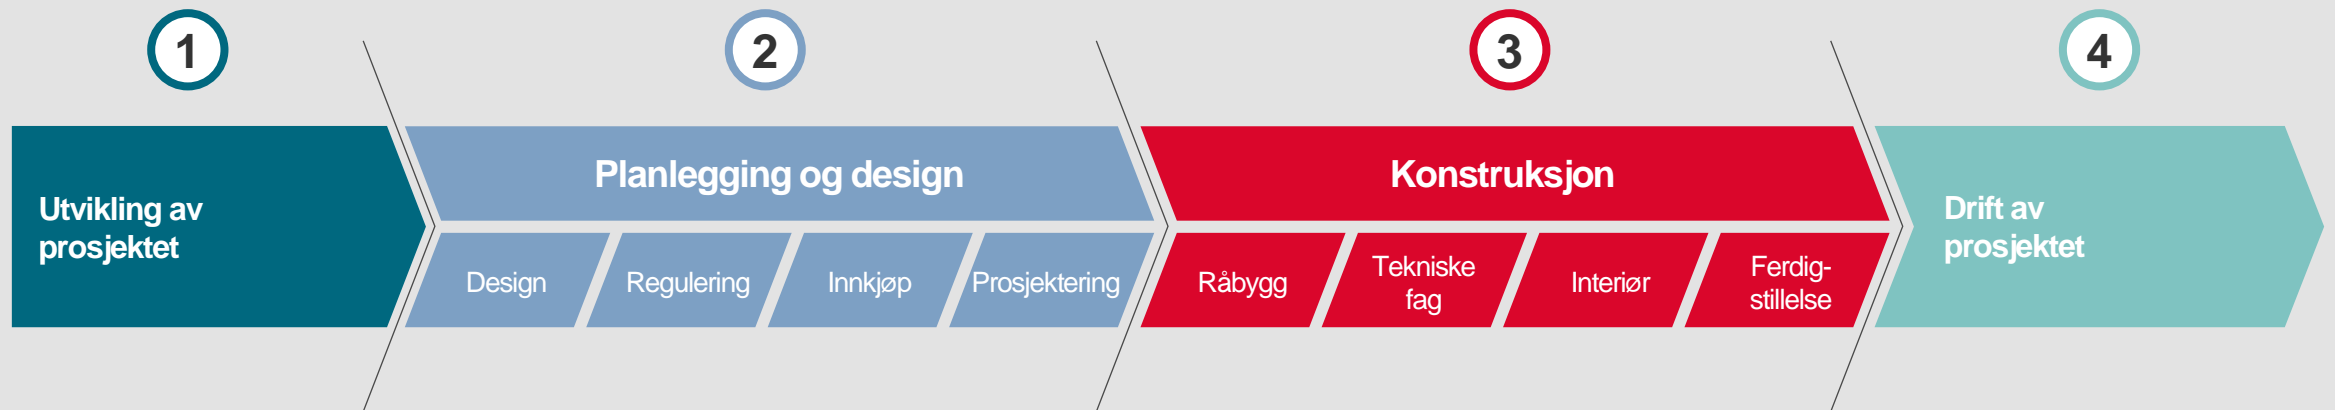 1
2
3
4
Utvikling av
prosjektet
Planlegging og design
Design
Regulering
Innkjøp
Prosjektering
Konstruksjon
Råbygg
Tekniske
fag
Interiør
Ferdig-
stillelse
Drift av
prosjektet